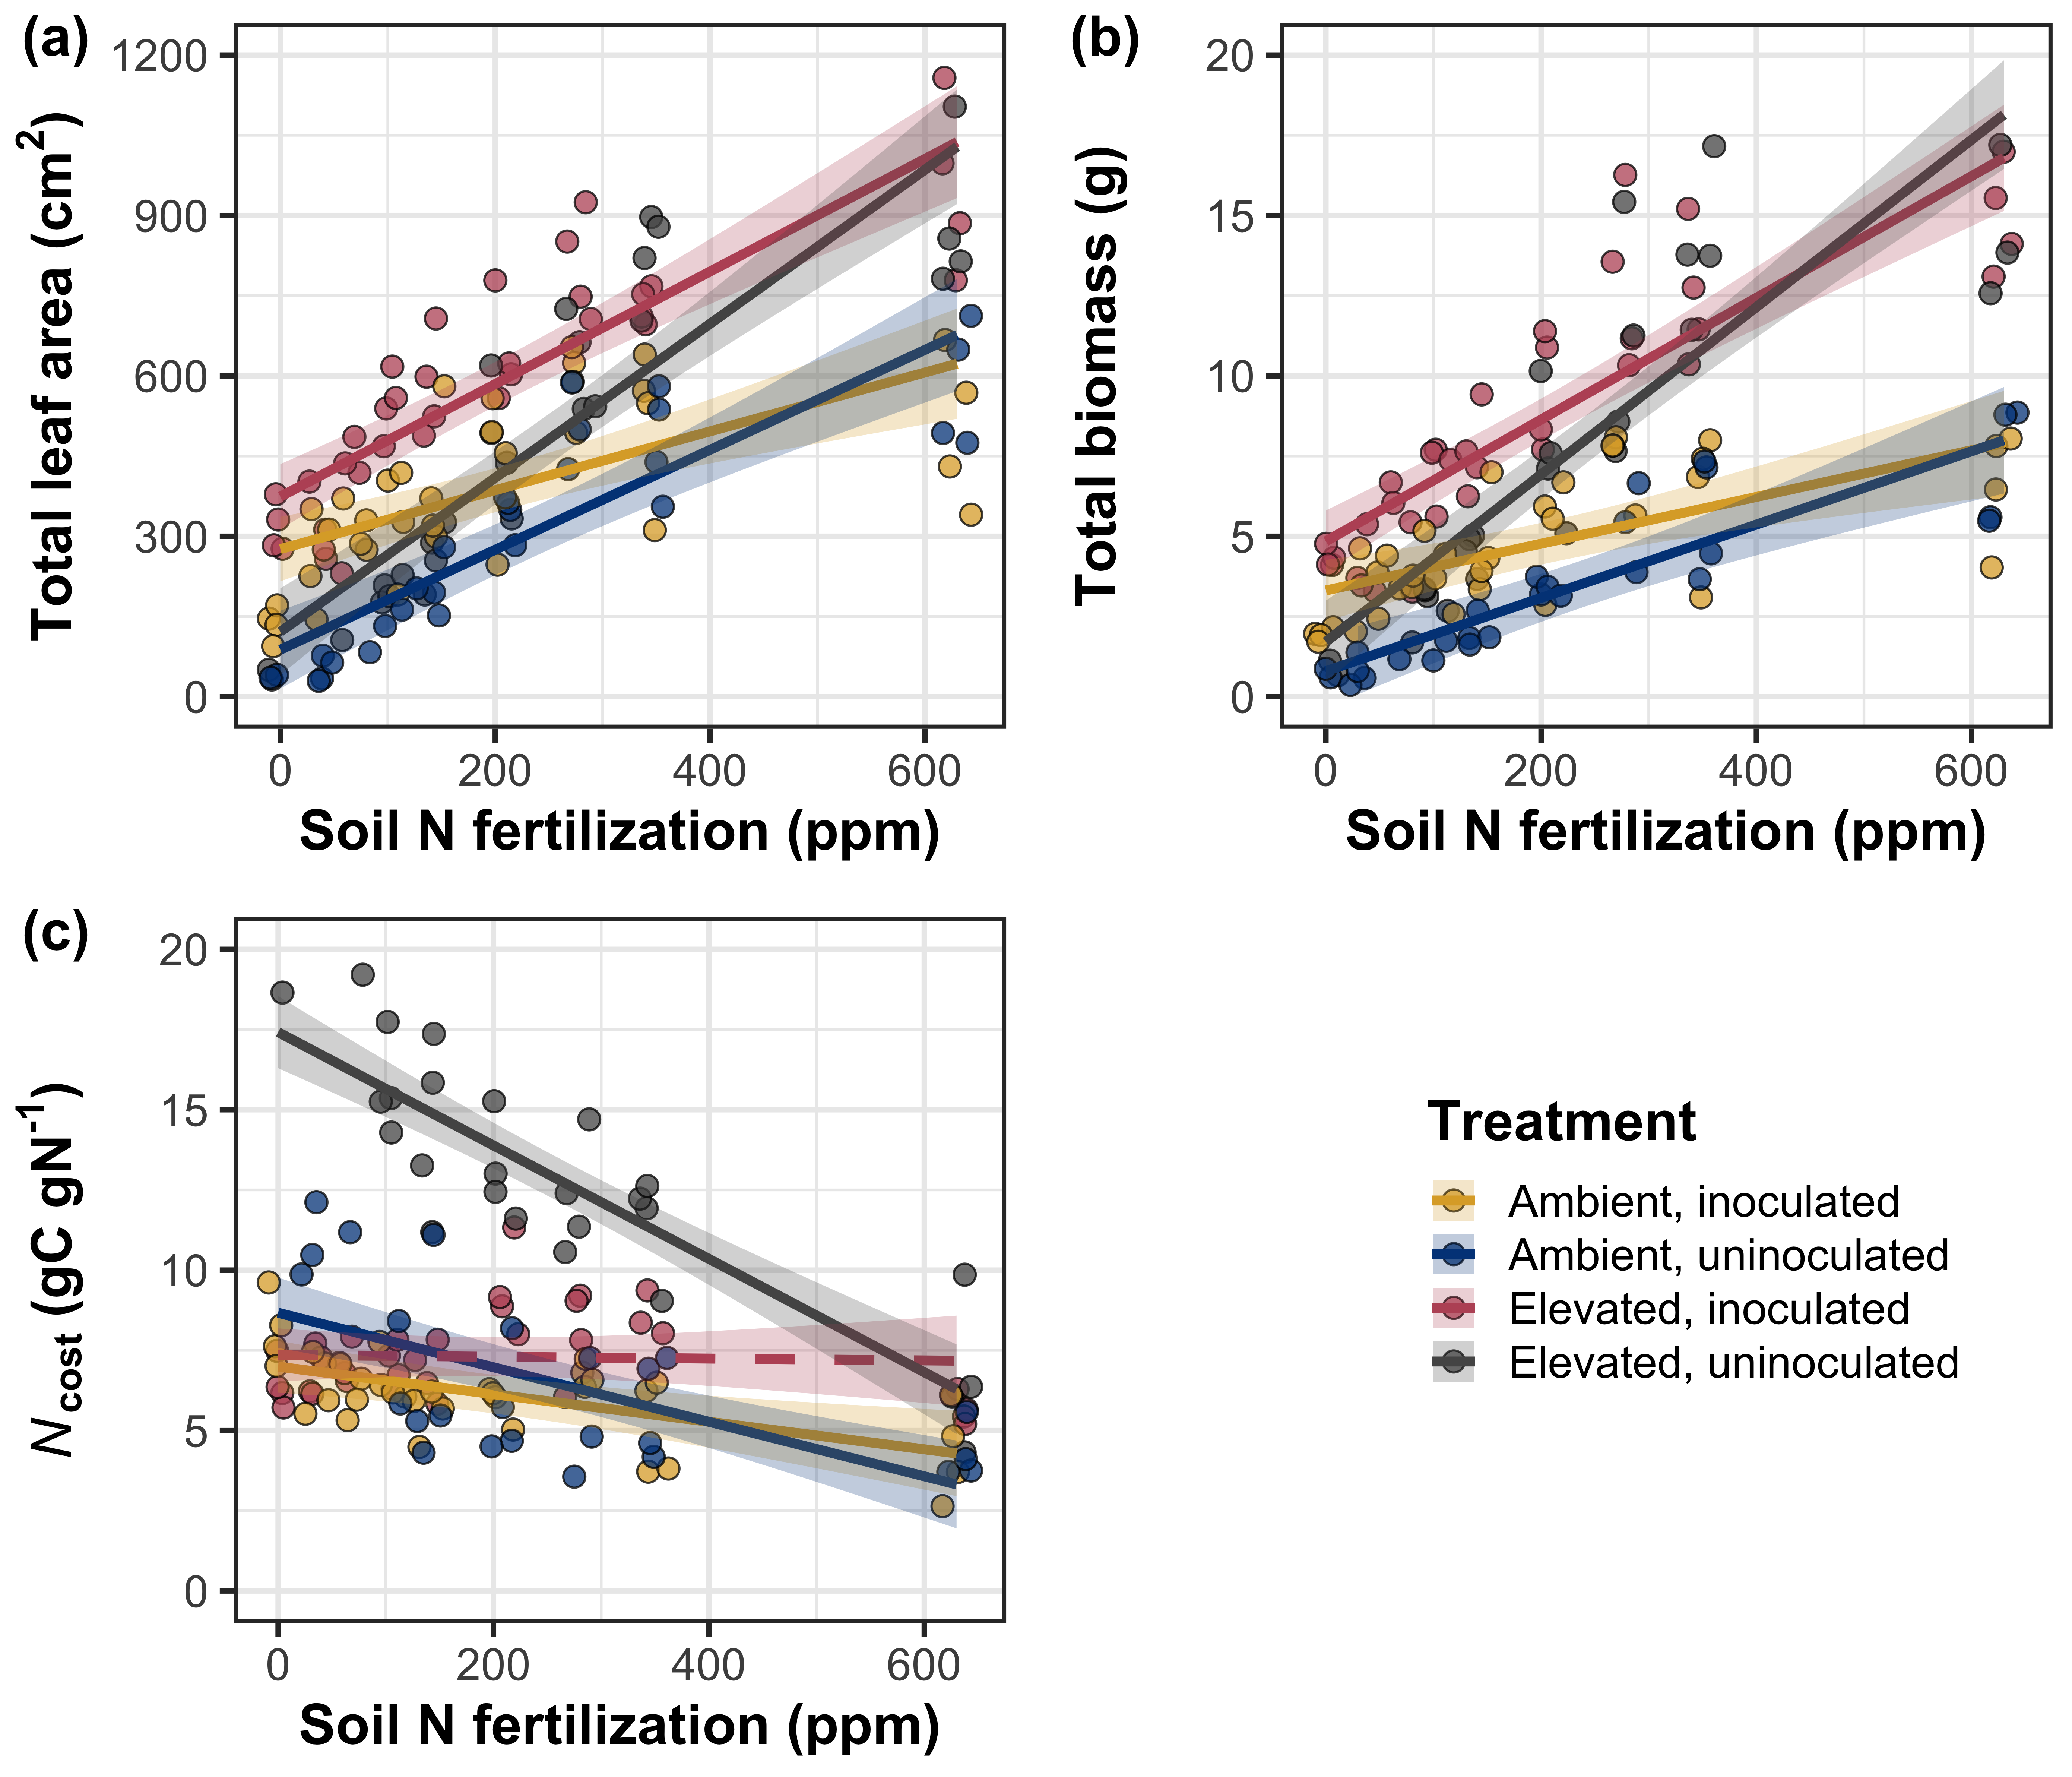 (a)
Total leaf area (cm²)
1200
900
600
300
0
0 200 400 600
Soil N fertilization (ppm)
(b)
Total biomass (g)
20
15
10
5
0
0 200 400 600
Soil N fertilization (ppm)
(c)
Ncost (gC gN⁻¹)
20
15
10
5
0
0 200 400 600
Soil N fertilization (ppm)
Treatment
Ambient, inoculated
Ambient, uninoculated
Elevated, inoculated
Elevated, uninoculated